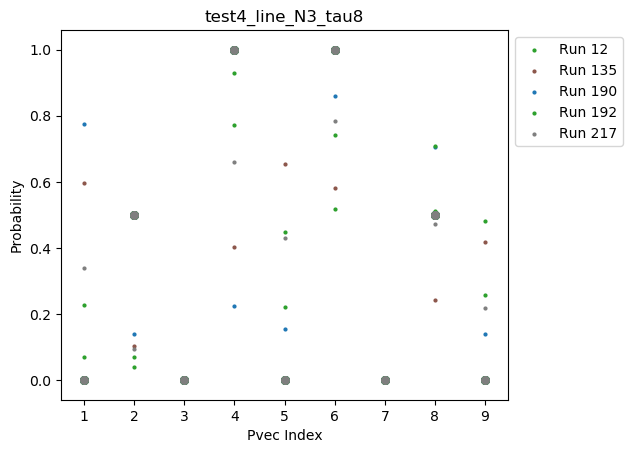 test4_line_N3_tau8
1.0
0.8
0.6
0.4
0.2
0.0
Probability
1 2 3 4 5 6 7 8 9
Pvec Index
Run 12
Run 135
Run 190
Run 192
Run 217